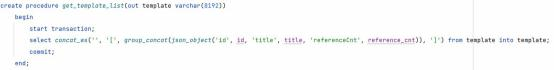 create procedure get_template_list(out template varchar(8192))
begin
start transaction;
select concat_ws('', '[', group_concat(json_object('id', id, 'title', title, 'referenceCnt', reference_cnt)), ']') from template into template;
commit;
end;